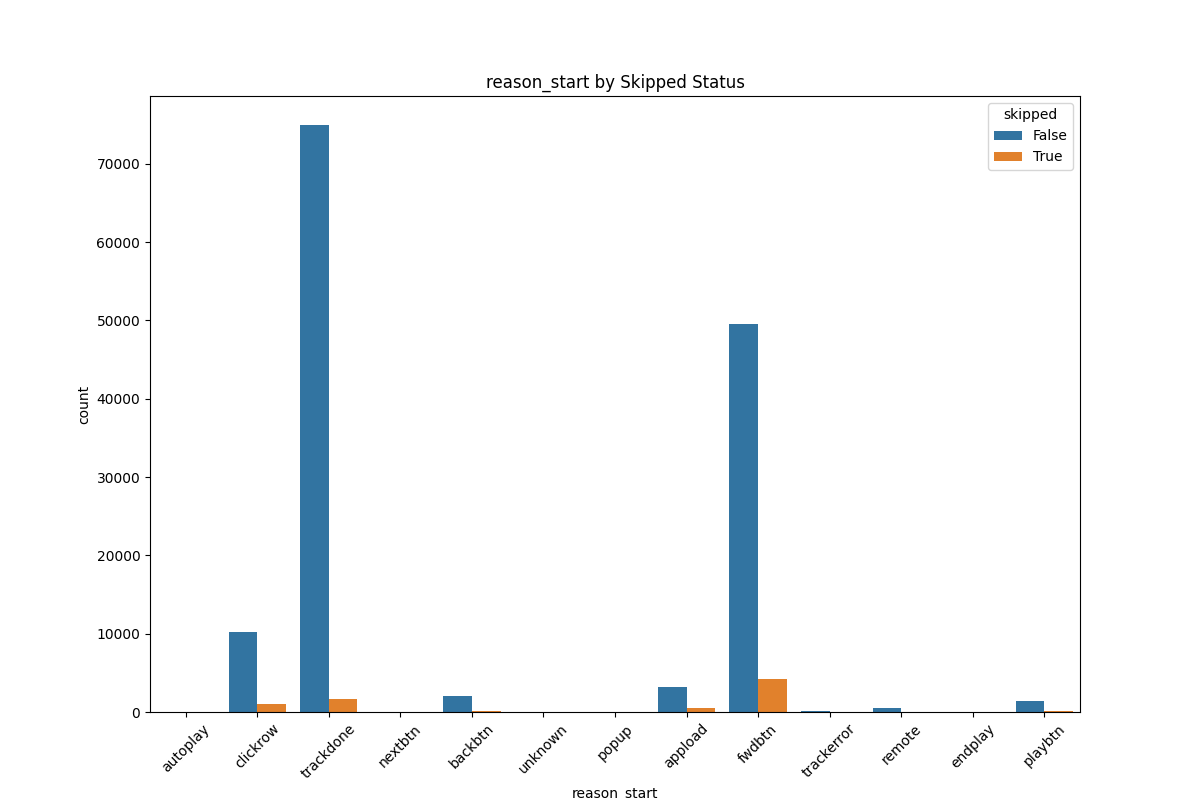 reason_start by Skipped Status
skipped
False
True
70000
60000
50000
40000
30000
20000
10000
0
count
autoplay
clickrow
trackdone
nextbtn
backbtn
unknown
popup
appload
fwdbtn
trackerror
remote
endplay
playbtn
reason_start